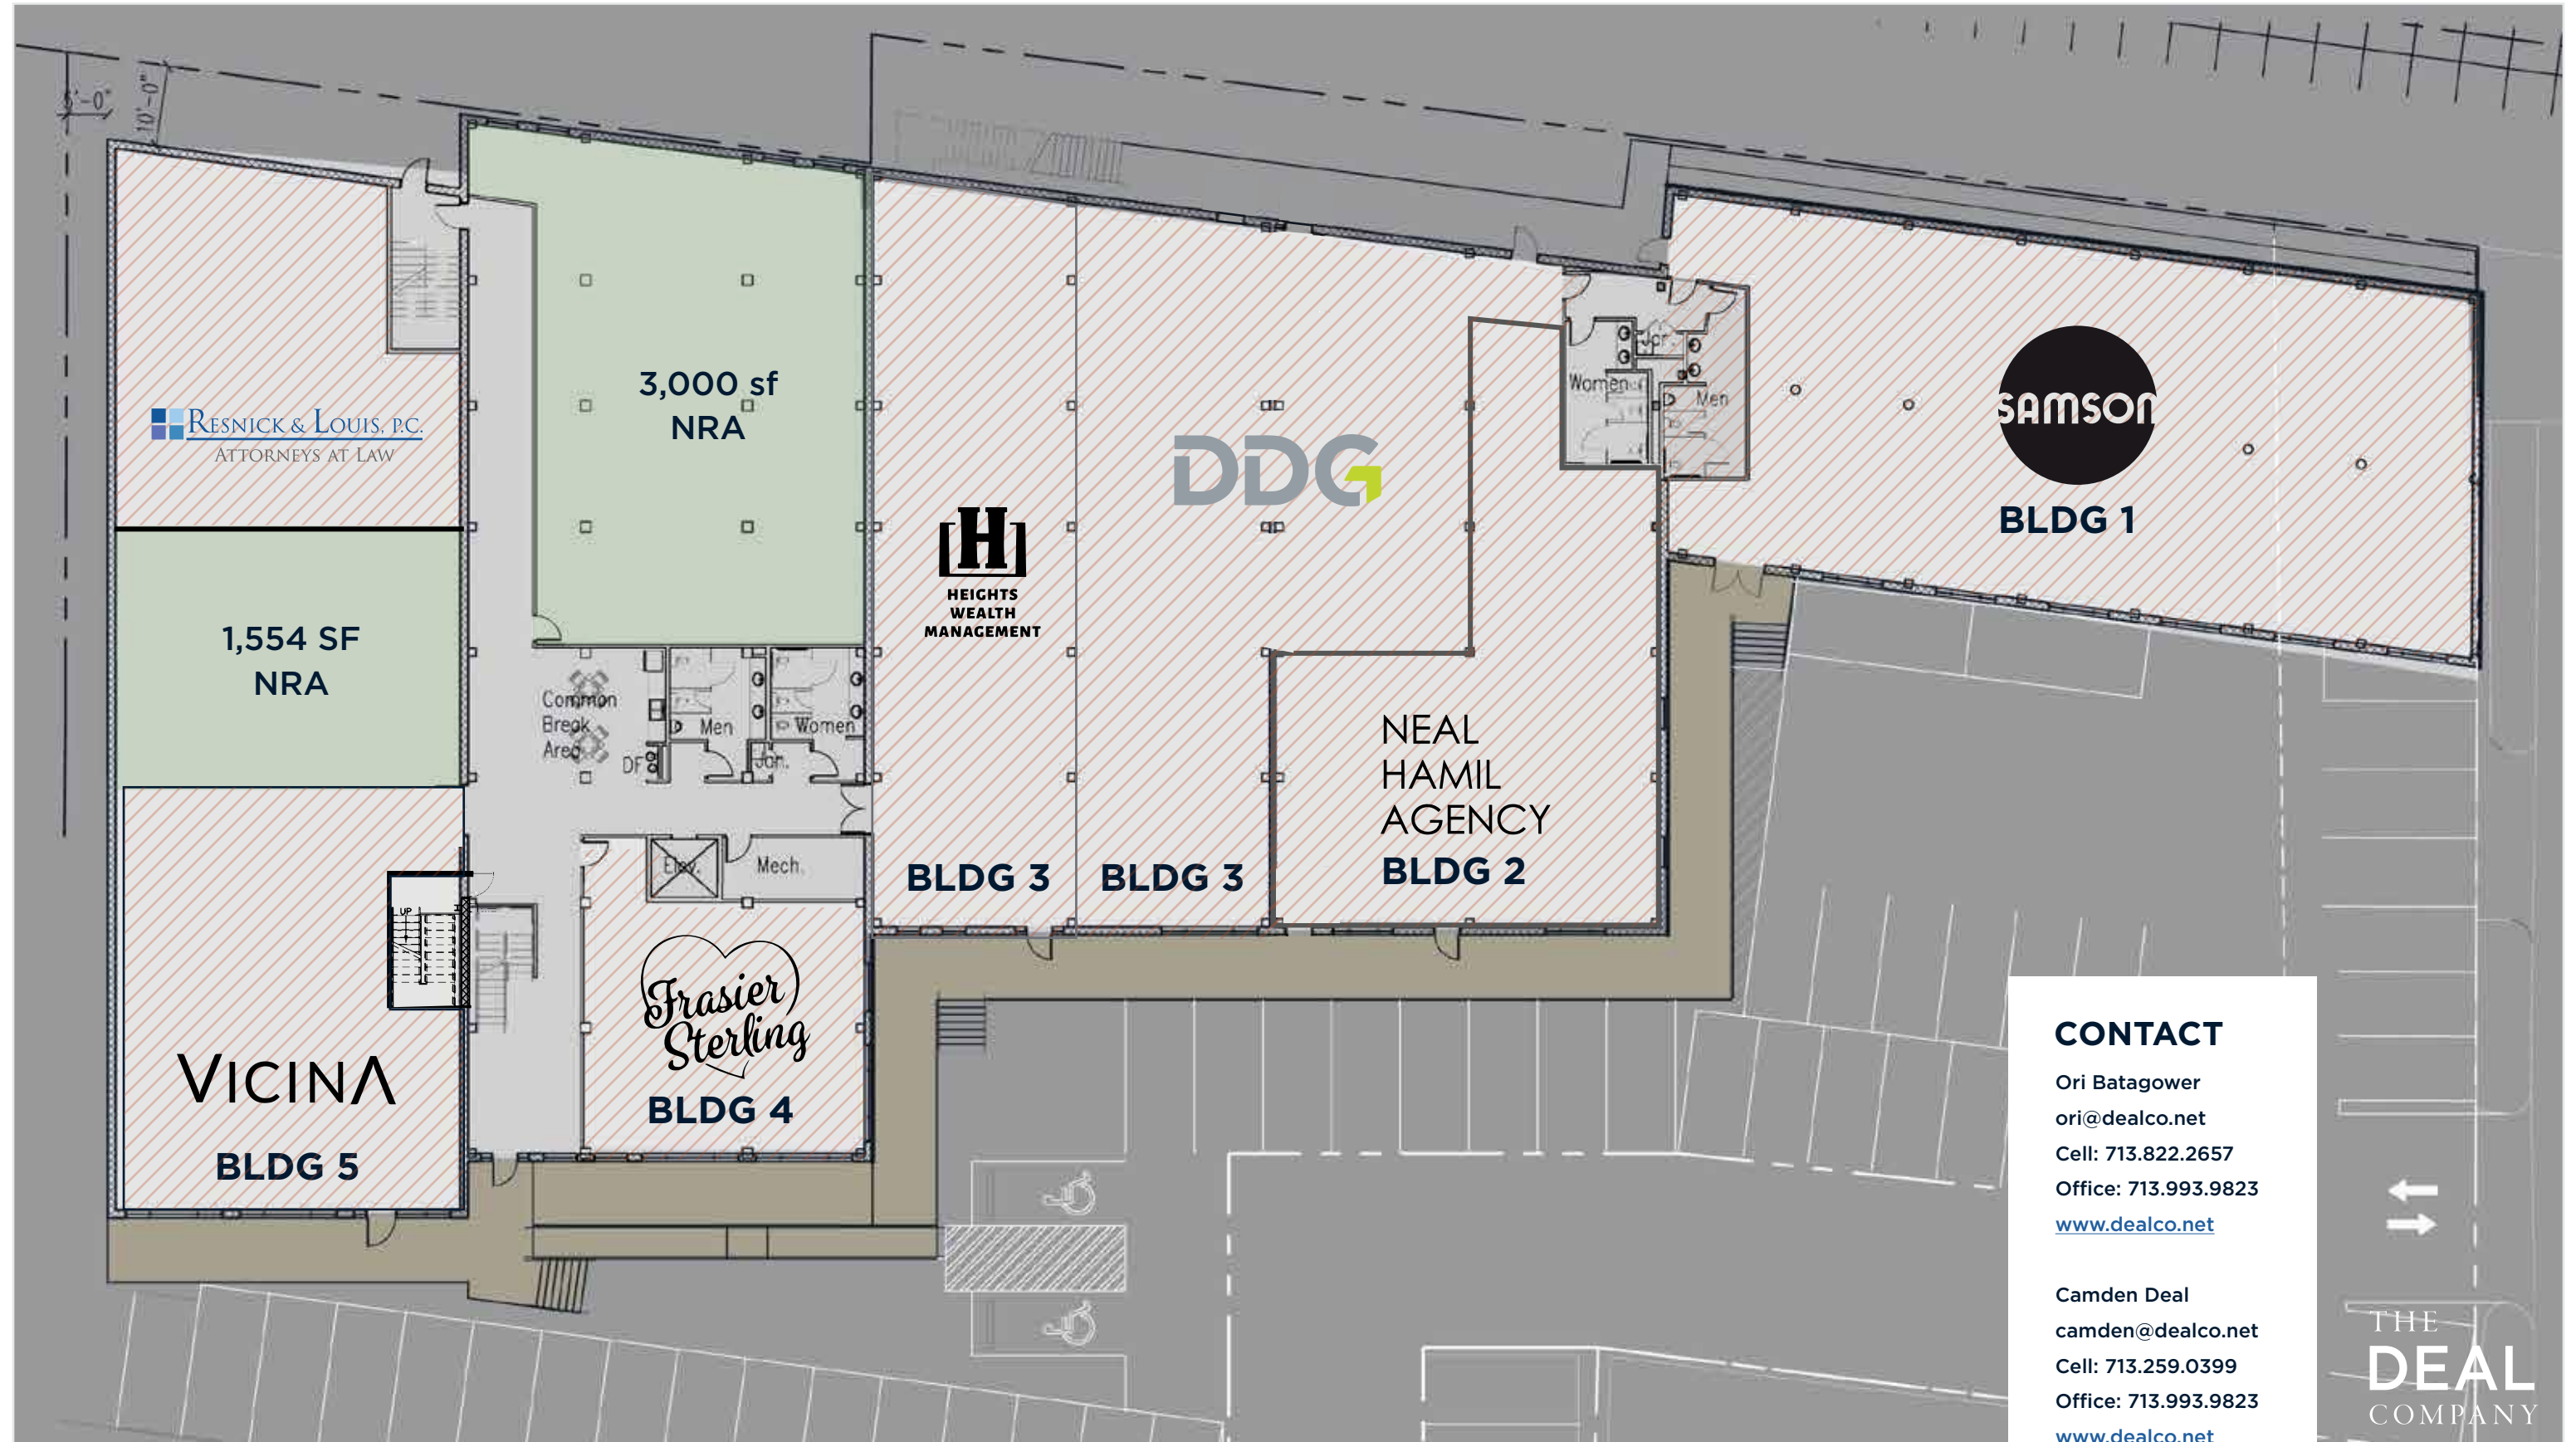 10'-0"
RESNICK & LOUIS, P.C.
ATTORNEYS AT LAW
3,000 sf
NRA
1,554 SF
NRA
Common
Break
Area
DF
Men
Women
Jan.
Elev.
Mech.
UP
VICINA
BLDG 5
Frasier
Sterling
BLDG 4
[H]
HEIGHTS
WEALTH
MANAGEMENT
BLDG 3
DDG
BLDG 3
NEAL
HAMIL
AGENCY
BLDG 2
Women
Men
SAMSON
BLDG 1
CONTACT
Ori Batagower
ori@dealco.net
Cell: 713.822.2657
Office: 713.993.9823
www.dealco.net
Camden Deal
camden@dealco.net
Cell: 713.259.0399
Office: 713.993.9823
www.dealco.net
THE
DEAL
COMPANY